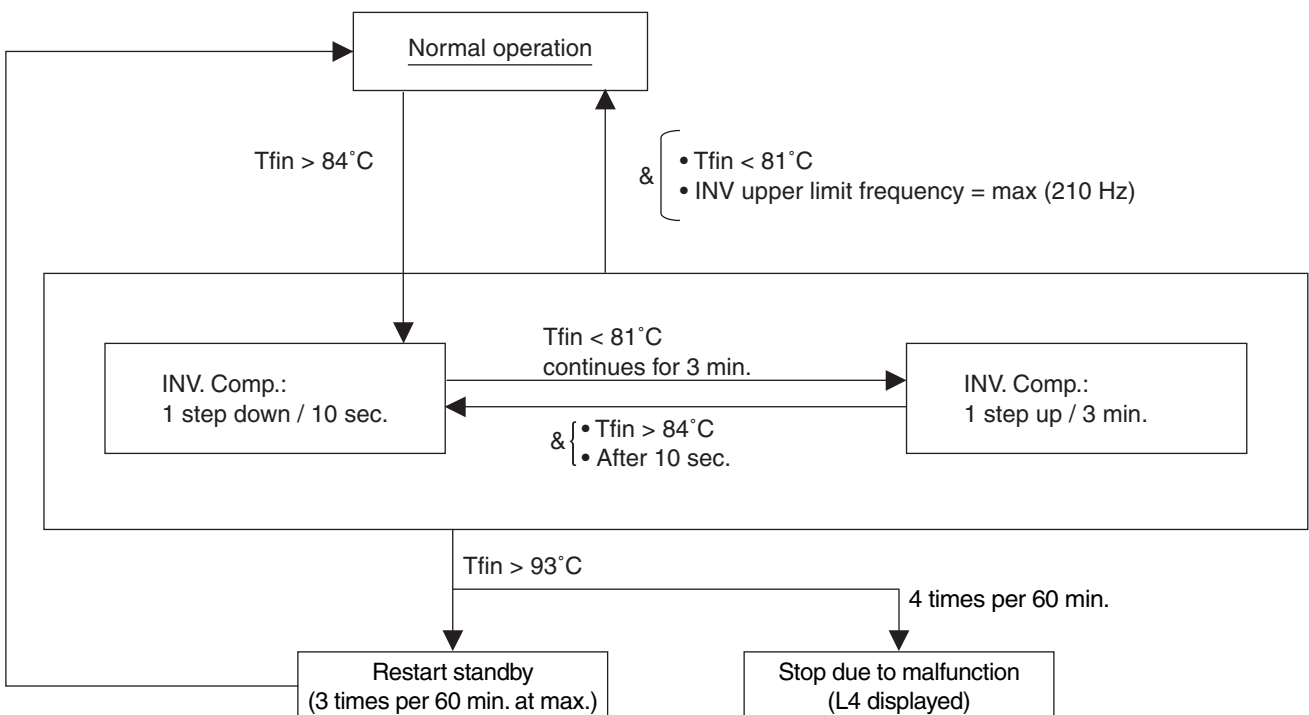 Normal operation
Tfin > 84˚C
&
• Tfin < 81˚C
• INV upper limit frequency = max (210 Hz)
Tfin < 81˚C
continues for 3 min.
INV. Comp.:
1 step down / 10 sec.
INV. Comp.:
1 step up / 3 min.
&
• Tfin > 84˚C
• After 10 sec.
Tfin > 93˚C
4 times per 60 min.
Restart standby
(3 times per 60 min. at max.)
Stop due to malfunction
(L4 displayed)